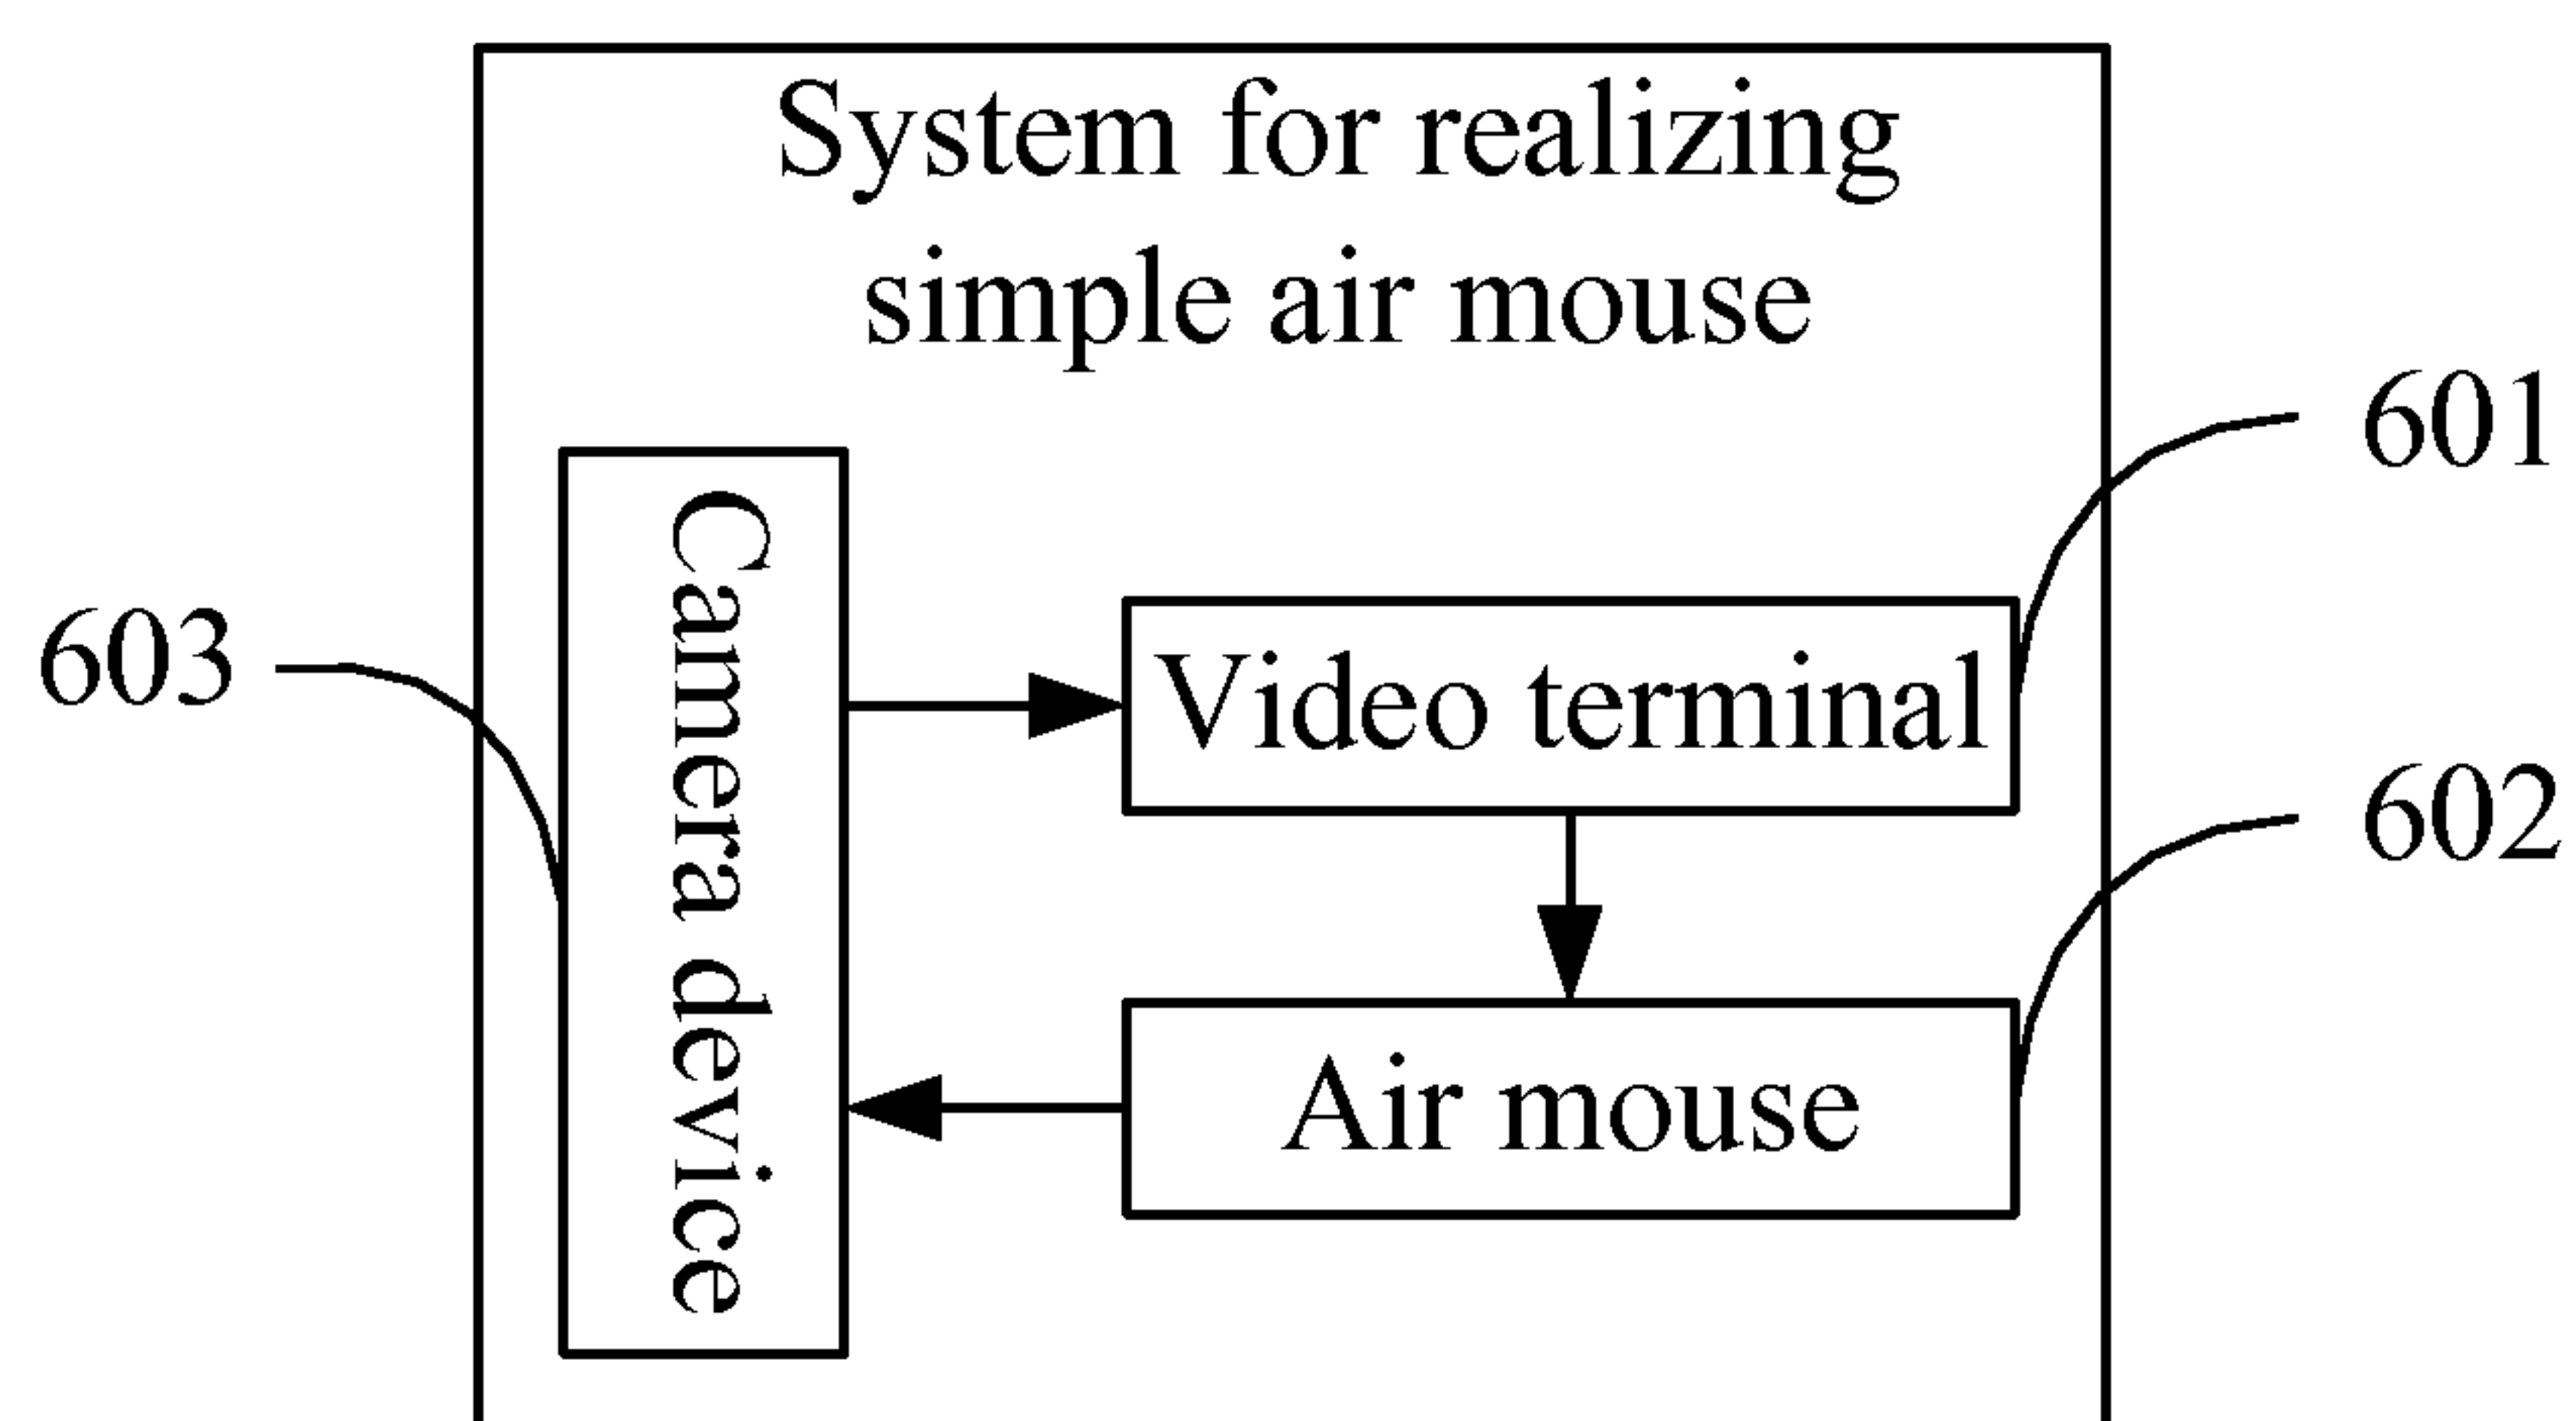 System for realizing
simple air mouse
601
603
Camera device
Video terminal
602
Air mouse